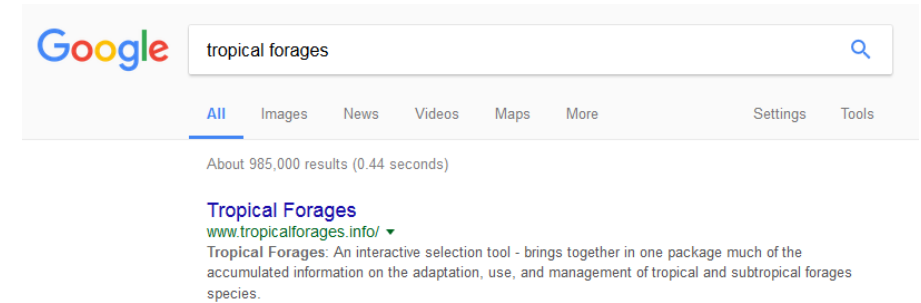 Google
tropical forages
All Images News Videos Maps More Settings Tools
About 985,000 results (0.44 seconds)
Tropical Forages
www.tropicalforages.info/
Tropical Forages: An interactive selection tool - brings together in one package much of the
accumulated information on the adaptation, use, and management of tropical and subtropical forages
species.